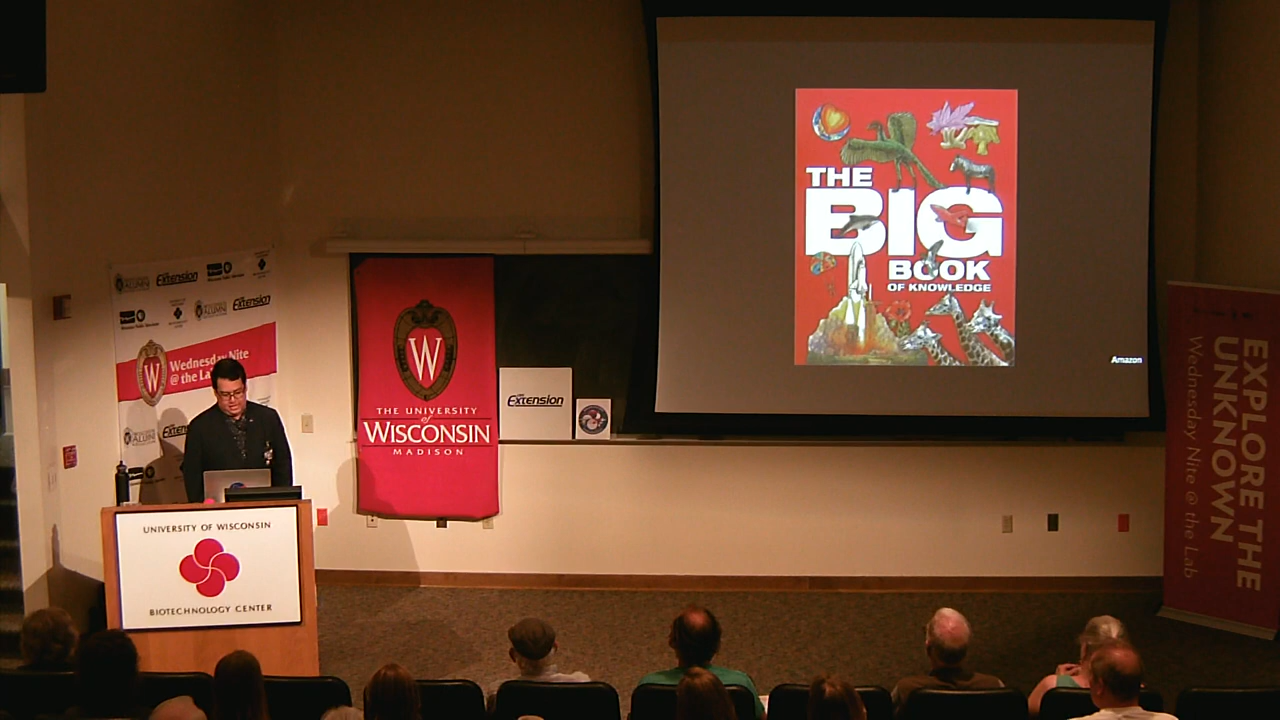 THE
BIG
BOOK
OF KNOWLEDGE
Amazon
Extension
Extension
Wednesday Nite
@ the Lab
ALUMNI
W
THE UNIVERSITY
of
WISCONSIN
MADISON
Extension
UNIVERSITY OF WISCONSIN
BIOTECHNOLOGY CENTER
EXPLORE THE
UNKNOWN
Wednesday Nite @ the Lab